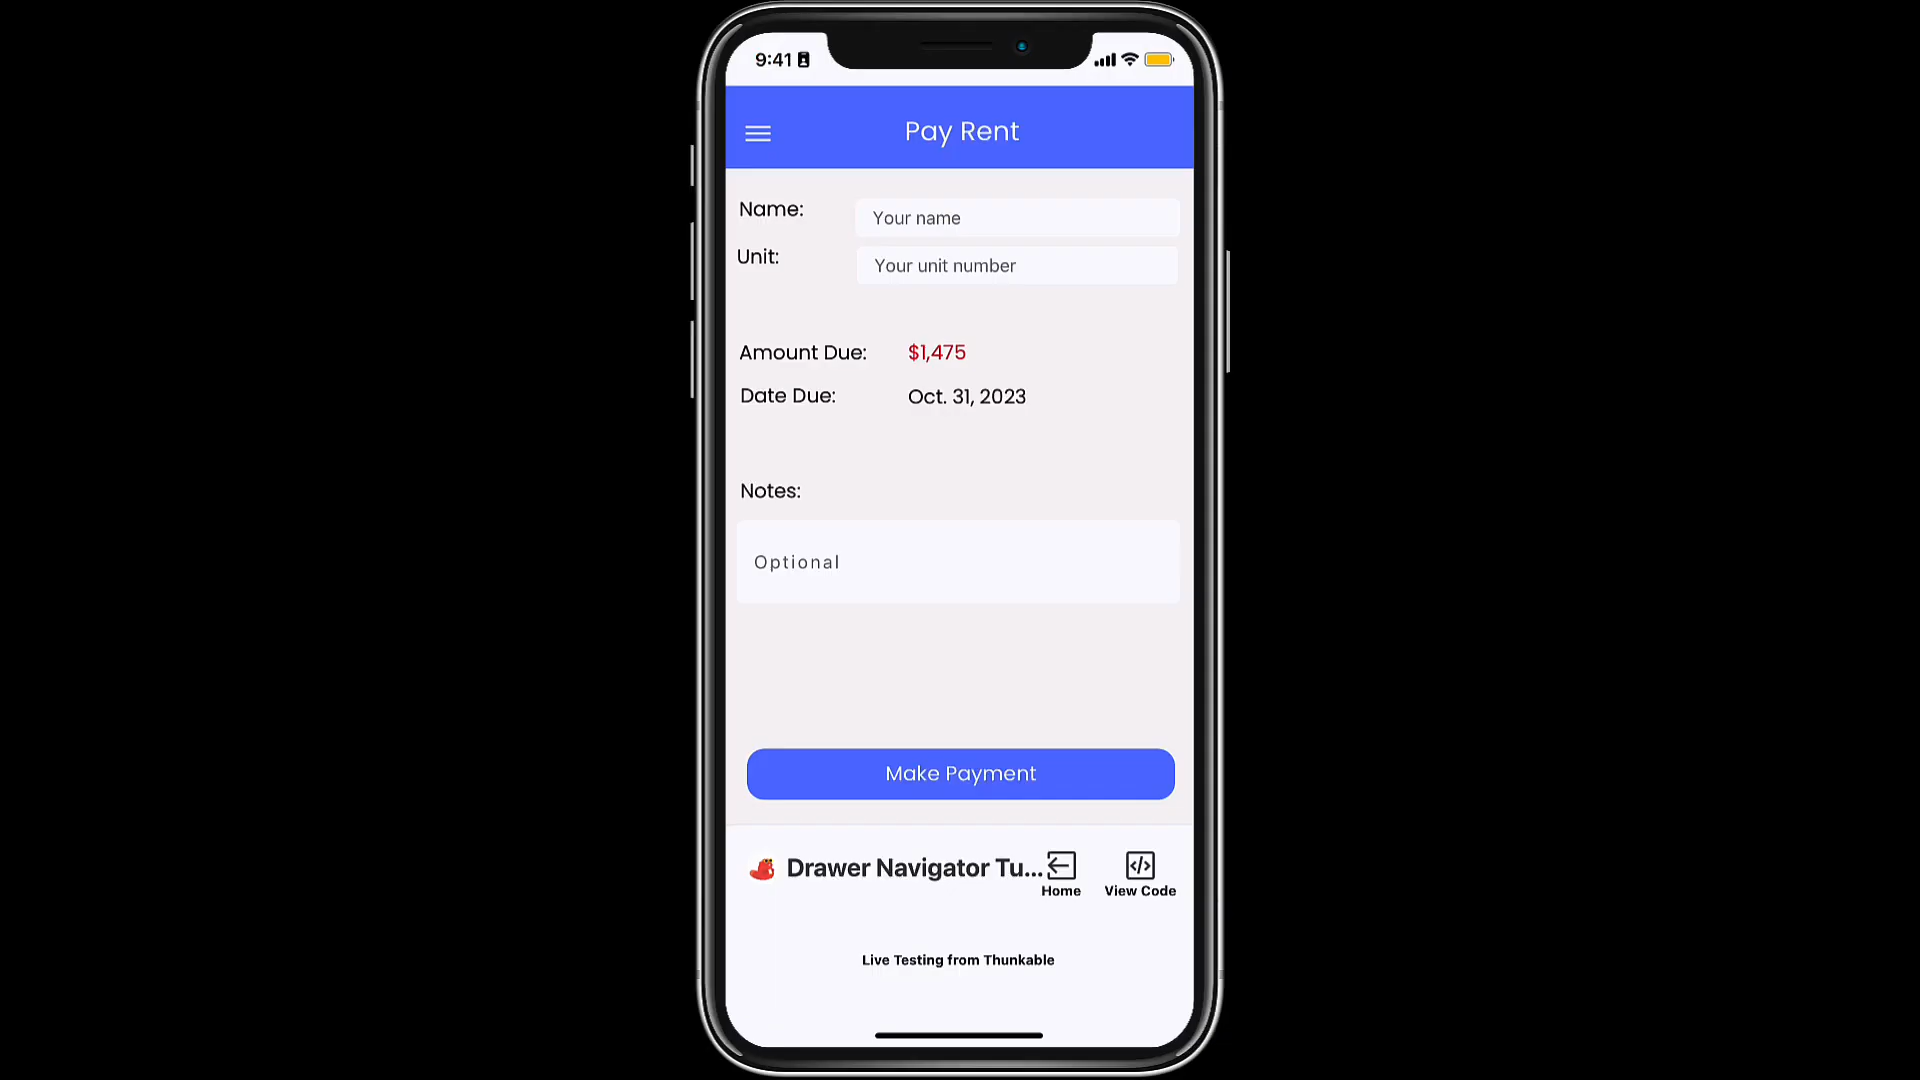 9:41
Pay Rent
Name: Your name
Unit: Your unit number
Amount Due: $1,475
Date Due: Oct. 31, 2023
Notes:
Optional
Make Payment
Drawer Navigator Tu...
Home
View Code
Live Testing from Thunkable